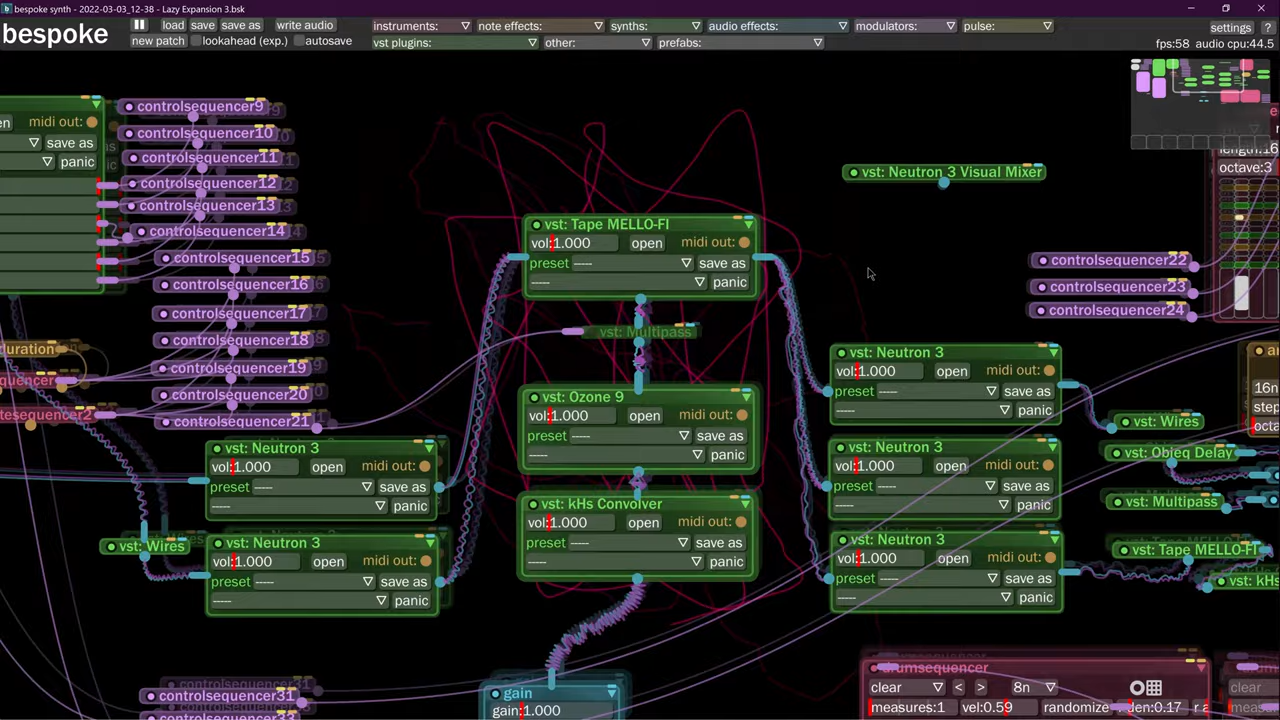 bespoke synth - 2022-03-03_12-38 - Lazy Expansion 3.bsk
bespoke
load save save as write audio
new patch lookahead (exp.) autosave
instruments: note effects: synths: audio effects: modulators: pulse:
vst plugins: other: prefabs:
settings ?
fps:58 audio cpu:44.5
midi out:
save as
panic
controlsequencer9
controlsequencer10
controlsequencer11
controlsequencer12
controlsequencer13
controlsequencer14
controlsequencer15
controlsequencer16
controlsequencer17
controlsequencer18
controlsequencer19
controlsequencer20
controlsequencer21
vst: Tape MELLO-FI
vol:1.000 open midi out:
preset ----- save as
----- panic
vst: Multipass
vst: Ozone 9
vol:1.000 open midi out:
preset ----- save as
----- panic
vst: kHs Convolver
vol:1.000 open midi out:
preset ----- save as
----- panic
vst: Neutron 3 Visual Mixer
octave:3
controlsequencer22
controlsequencer23
controlsequencer24
vst: Neutron 3
vol:1.000 open midi out:
preset ----- save as
----- panic
vst: Neutron 3
vol:1.000 open midi out:
preset ----- save as
----- panic
vst: Neutron 3
vol:1.000 open midi out:
preset ----- save as
----- panic
vst: Neutron 3
vol:1.000 open midi out:
preset ----- save as
----- panic
vst: Neutron 3
vol:1.000 open midi out:
preset ----- save as
----- panic
vst: Wires
vst: Wires
vst: Obleq Delay
vst: Multipass
vst: Tape MELLO-FI
16n
controlsequencer31
gain
gain:1.000
clear < > 8n
measures:1 vel:0.59 randomize den:0.17